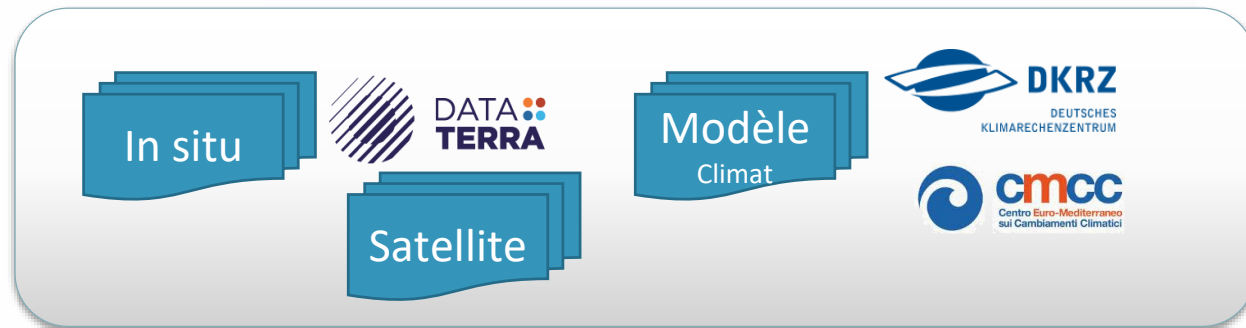 In situ
DATA
TERRA
Satellite
Modèle
Climat
DKRZ
DEUTSCHES
KLIMARECHENZENTRUM
cmcc
Centro Euro-Mediterraneo
sui Cambiamenti Climatici